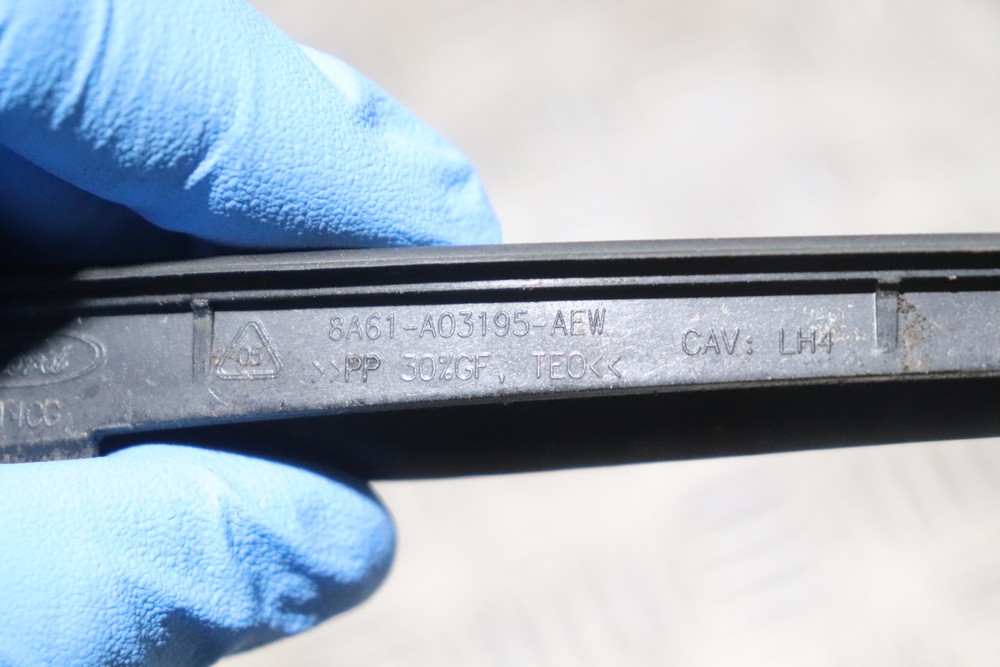 8A61-A03195-AEW
05
>>PP 30%GF, TEO<<
CAV: LH4